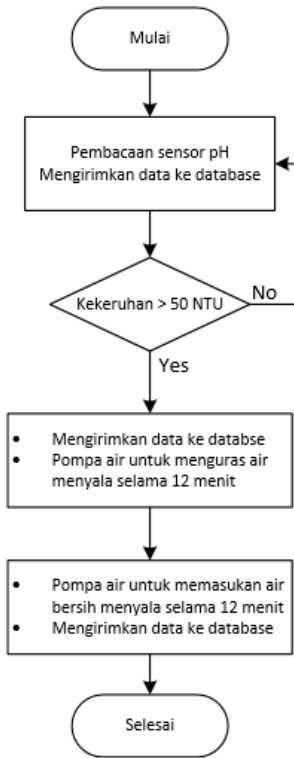 Mulai
Pembacaan sensor pH
Mengirimkan data ke database
Kekeruhan > 50 NTU
No
Yes
• Mengirimkan data ke databse
• Pompa air untuk menguras air
menyala selama 12 menit
• Pompa air untuk memasukan air
bersih menyala selama 12 menit
• Mengirimkan data ke database
Selesai